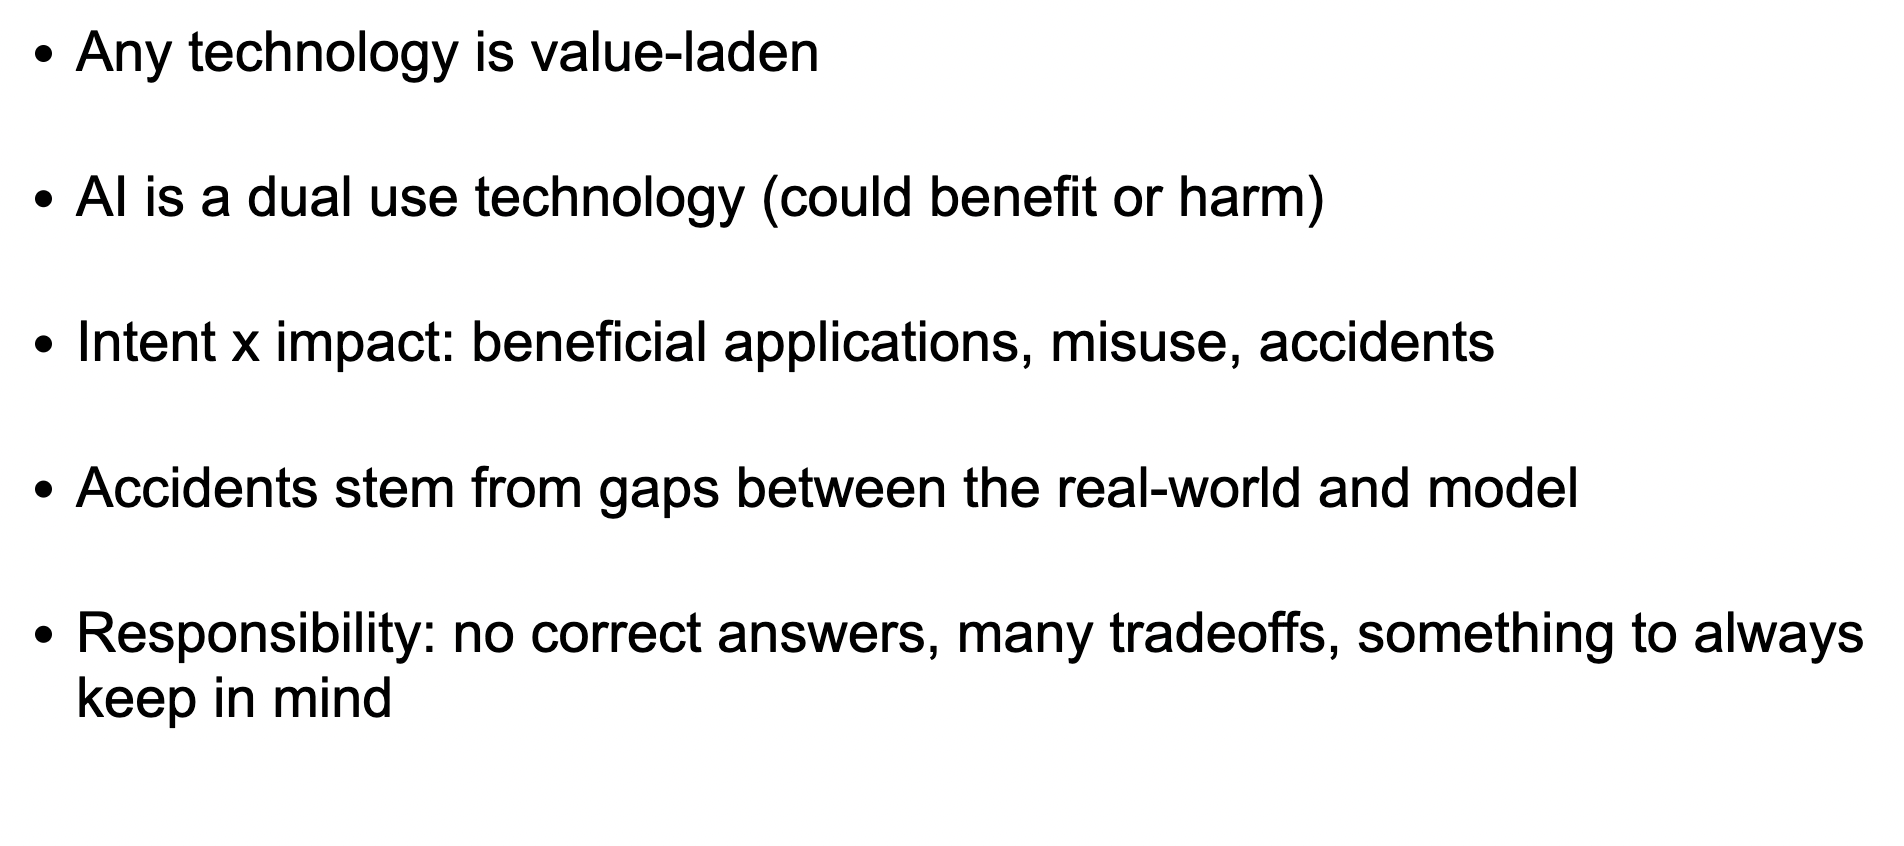 • Any technology is value-laden
• AI is a dual use technology (could benefit or harm)
• Intent x impact: beneficial applications, misuse, accidents
• Accidents stem from gaps between the real-world and model
• Responsibility: no correct answers, many tradeoffs, something to always
keep in mind